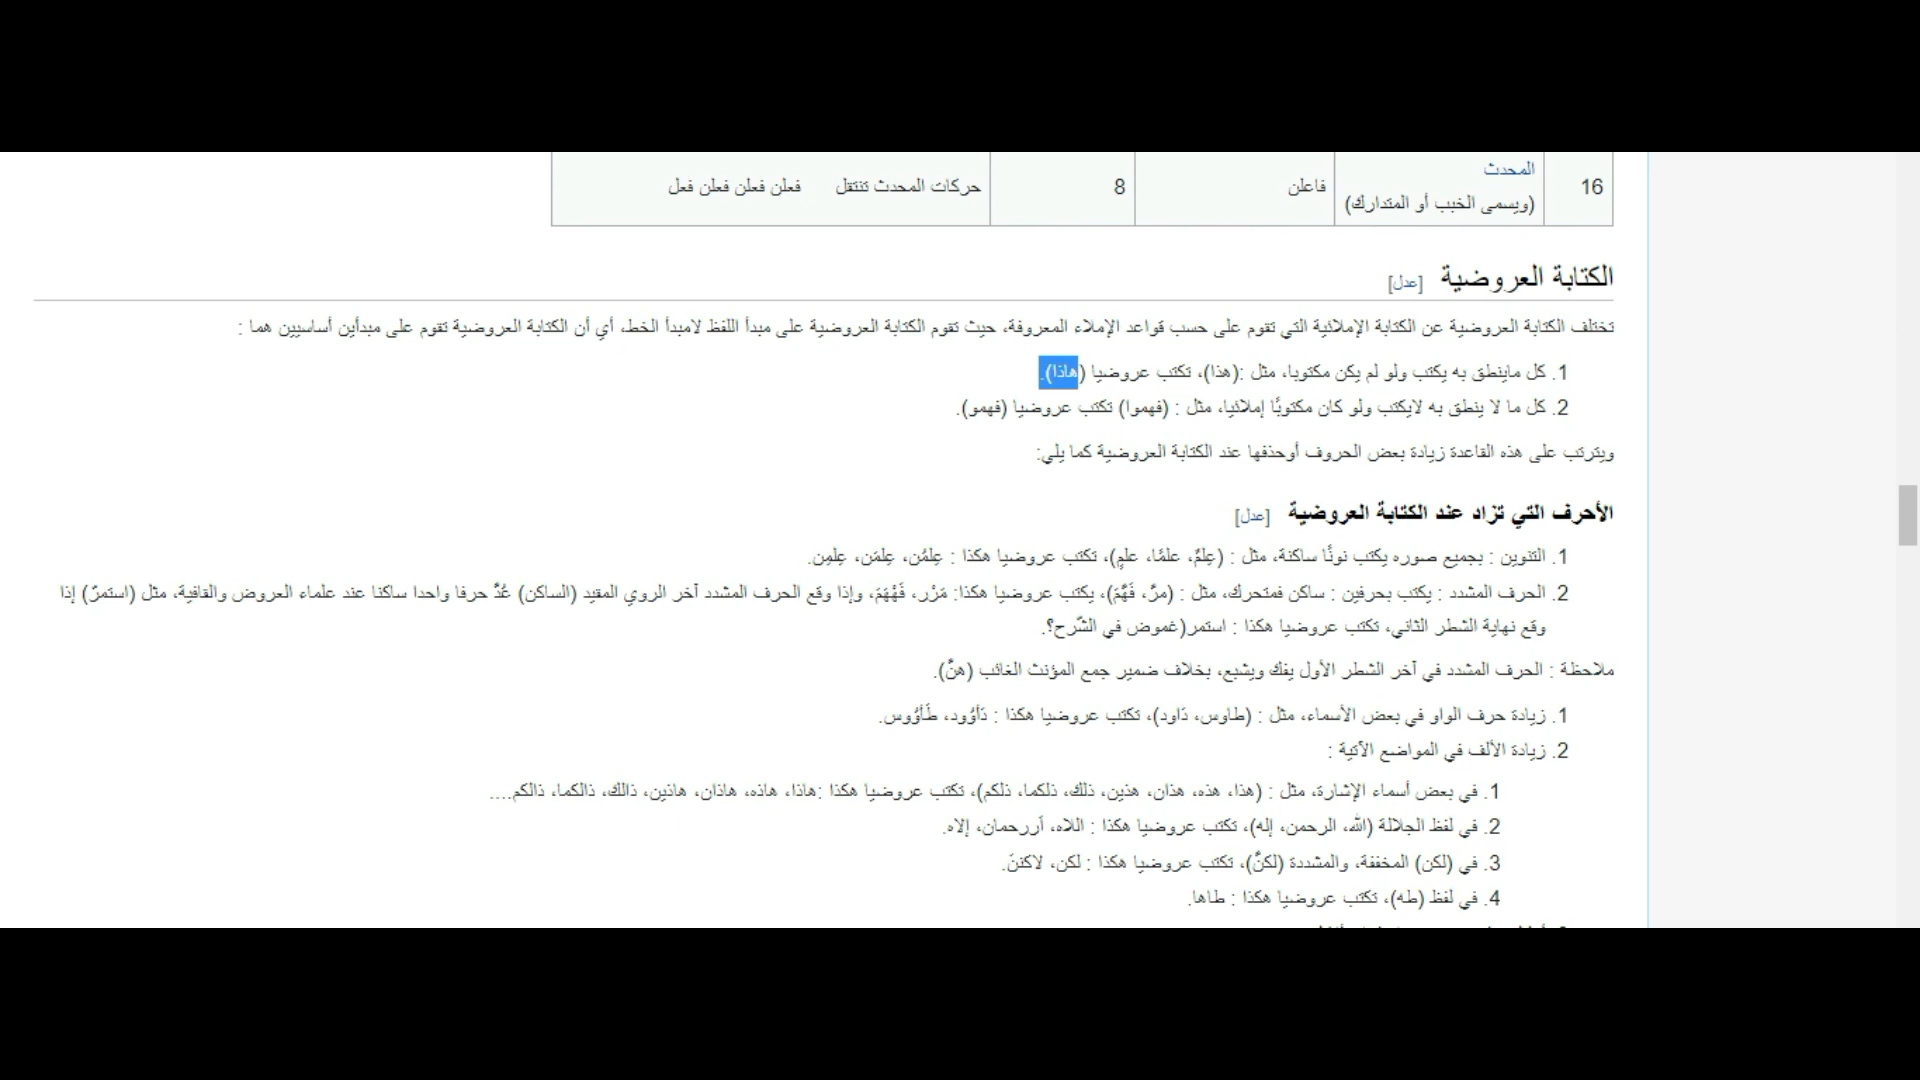 16 المحدث (ويسمى الخبب أو المتدارك) فاعلن 8 حركات المحدث تنتقل فعلن فعلن فعلن فعل
الكتابة العروضية [عدل]
تختلف الكتابة العروضية عن الكتابة الإملائية التي تقوم على حسب قواعد الإملاء المعروفة، حيث تقوم الكتابة العروضية على مبدأ اللفظ لامبدأ الخط، أي أن الكتابة العروضية تقوم على مبدأين أساسيين هما :
1. كل ماينطق به يكتب ولو لم يكن مكتوبا، مثل :(هذا)، تكتب عروضيا (هاذا).
2. كل ما لا ينطق به لايكتب ولو كان مكتوبًا إملائيا، مثل : (فهموا) تكتب عروضيا (فهمو).
ويترتب على هذه القاعدة زيادة بعض الحروف أوحذفها عند الكتابة العروضية كما يلي:
الأحرف التي تزاد عند الكتابة العروضية [عدل]
1. التنوين : بجميع صوره يكتب نونًا ساكنة، مثل : (عِلمٌ، علمًا، علمٍ)، تكتب عروضيا هكذا : عِلمُن، عِلمَن، عِلمِن.
2. الحرف المشدد : يكتب بحرفين : ساكن فمتحرك، مثل : (مرَّ، فَهَّمَ)، يكتب عروضيا هكذا: مَرْر، فَهْهَمَ، وإذا وقع الحرف المشدد آخر الروي المقيد (الساكن) عُدَّ حرفا واحدا ساكنا عند علماء العروض والقافية، مثل (استمرّ) إذا
وقع نهاية الشطر الثاني، تكتب عروضيا هكذا : استمر(غموض في الشّرح؟.
ملاحظة : الحرف المشدد في آخر الشطر الأول يفك ويشبع، بخلاف ضمير جمع المؤنث الغائب (هنَّ).
1. زيادة حرف الواو في بعض الأسماء، مثل : (طاوس، دَاود)، تكتب عروضيا هكذا : دَأوُود، طَأوُوس.
2. زيادة الألف في المواضع الآتية :
1. في بعض أسماء الإشارة، مثل : (هذا، هذه، هذان، هذين، ذلك، ذلكما، ذلكم)، تكتب عروضيا هكذا :هاذا، هاذه، هاذان، هاذين، ذالك، ذالكما، ذالكم....
2. في لفظ الجلالة (الله، الرحمن، إله)، تكتب عروضيا هكذا : اللاه، أررحمان، إلاه.
3. في (لكن) المخففة، والمشددة (لكنَّ)، تكتب عروضيا هكذا : لكن، لاكننَ.
4. في لفظ (طه)، تكتب عروضيا هكذا : طاها.